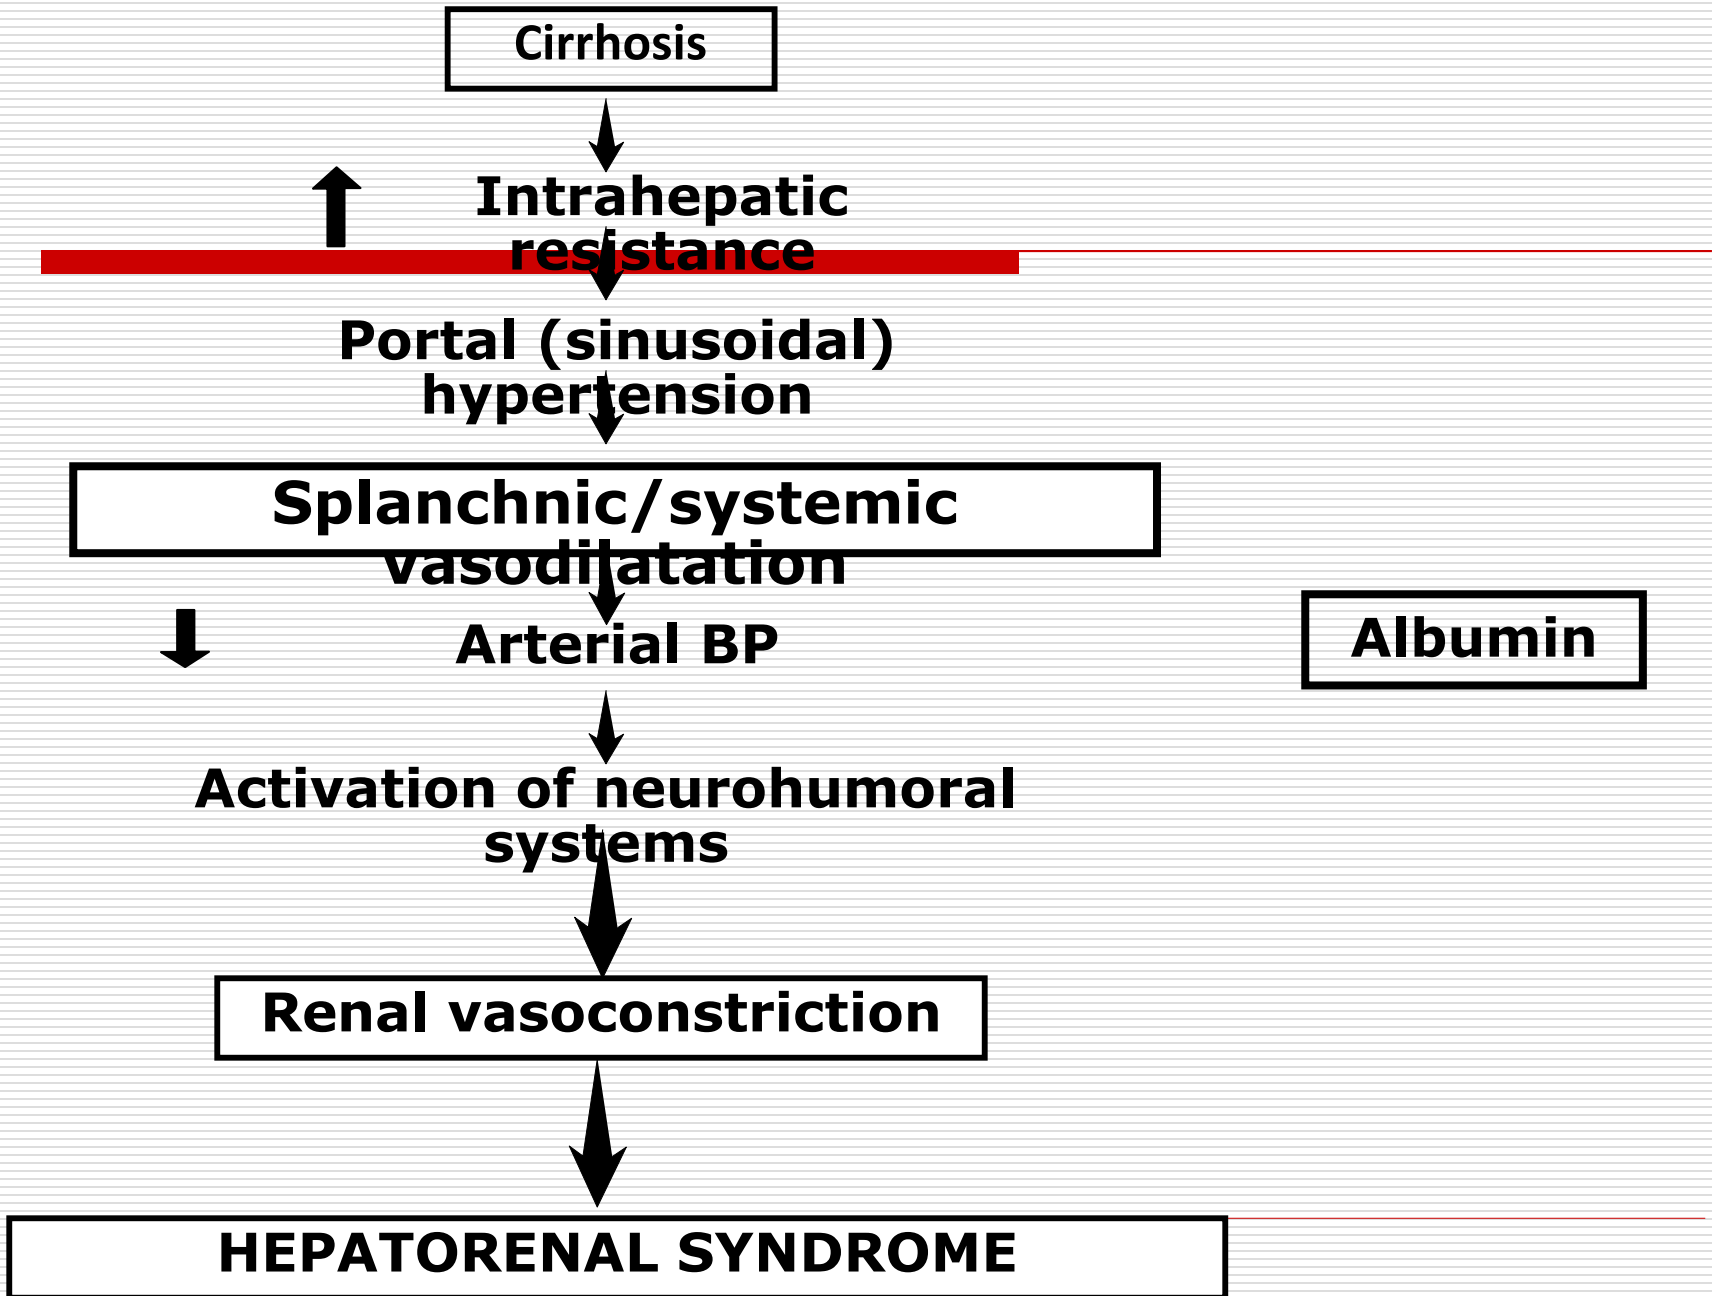 Cirrhosis
Intrahepatic
resistance
Portal (sinusoidal)
hypertension
Splanchnic/systemic
vasodilatation
Arterial BP
Albumin
Activation of neurohumoral
systems
Renal vasoconstriction
HEPATORENAL SYNDROME